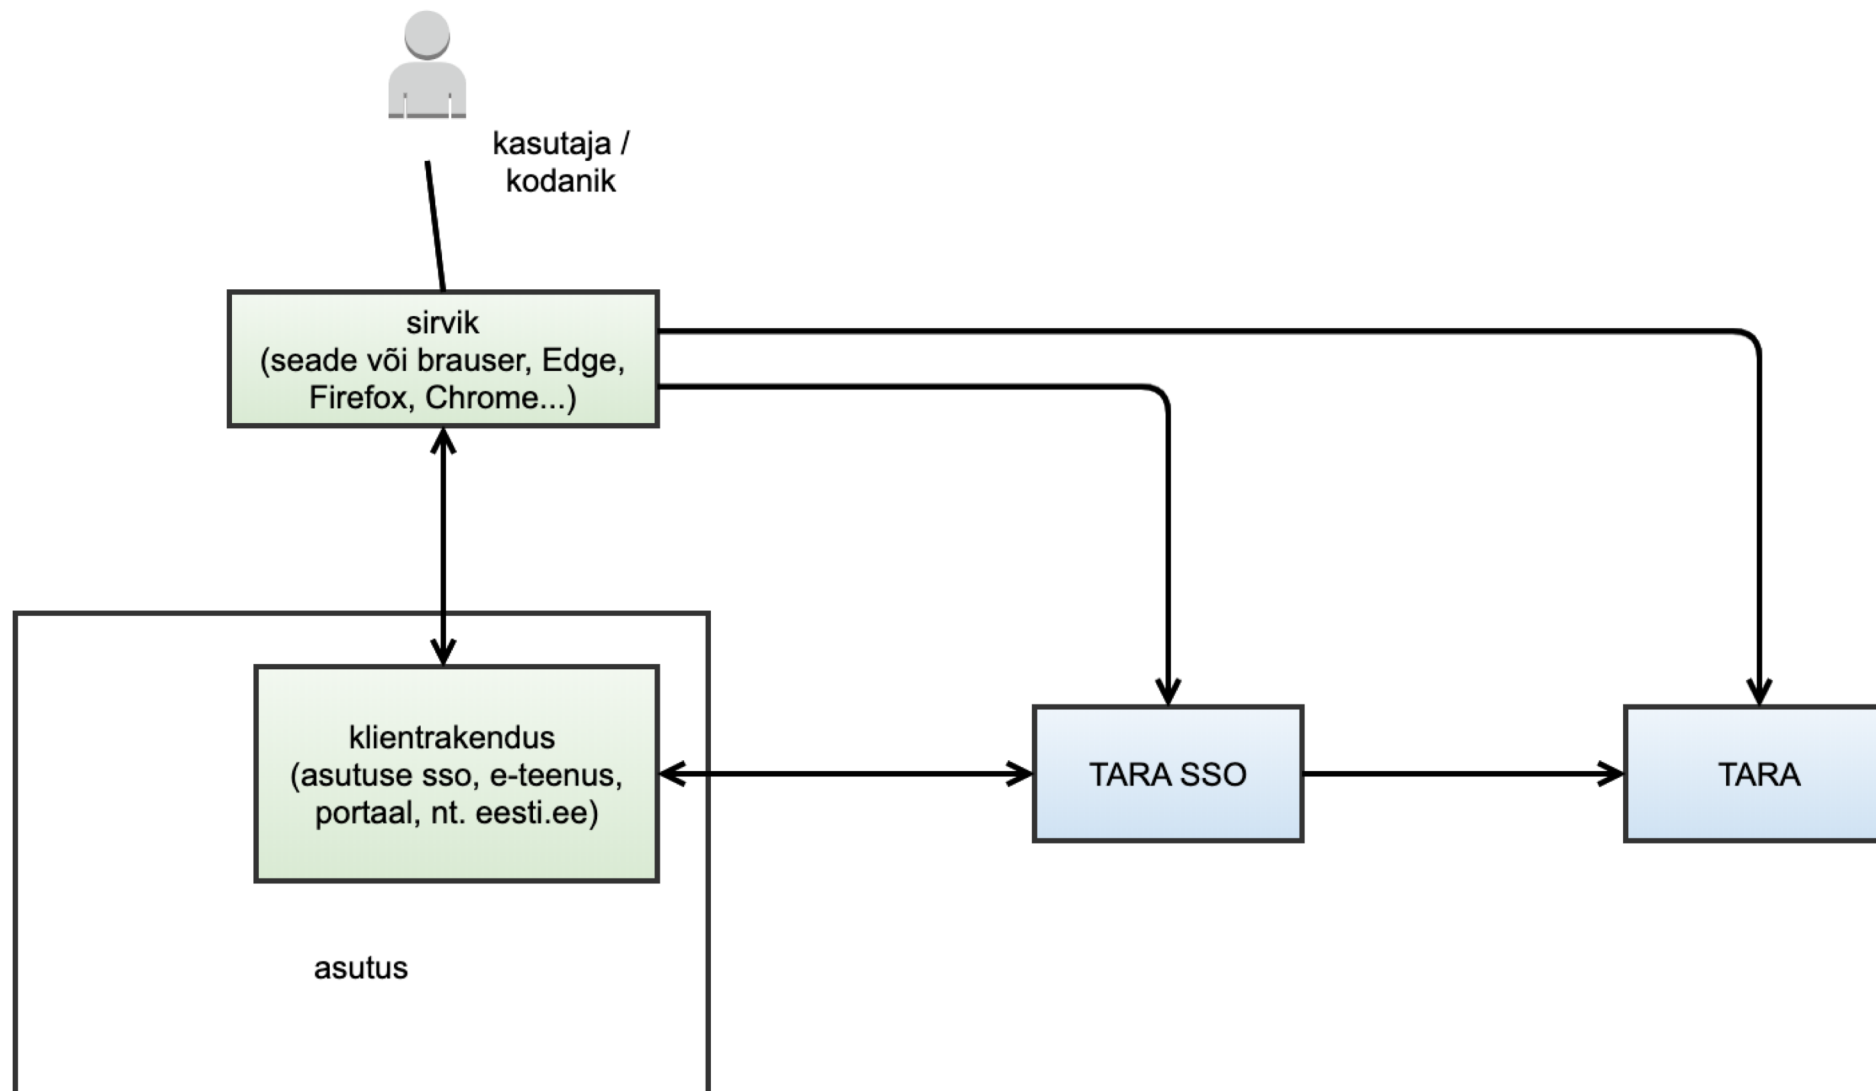 kasutaja /
kodanik
sirvik
(seade või brauser, Edge,
Firefox, Chrome...)
klientrakendus
(asutuse sso, e-teenus,
portaal, nt. eesti.ee)
TARA SSO
TARA
asutus